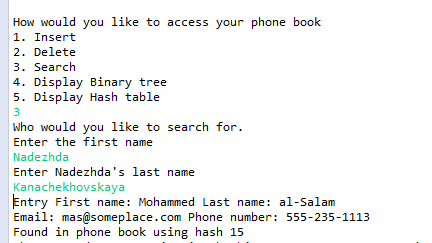 How would you like to access your phone book
1. Insert
2. Delete
3. Search
4. Display Binary tree
5. Display Hash table
3
Who would you like to search for.
Enter the first name
Nadezhda
Enter Nadezhda's last name
Kanachekhovskaya
Entry First name: Mohammed Last name: al-Salam
Email: mas@someplace.com Phone number: 555-235-1113
Found in phone book using hash 15